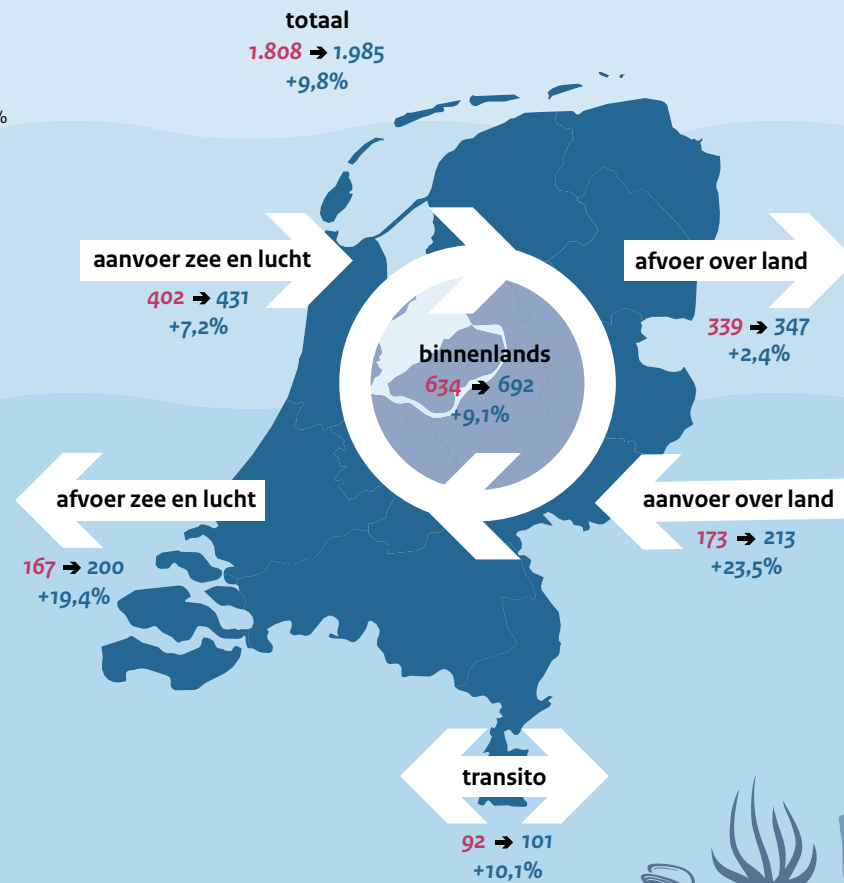 totaal
1.808 ➔ 1.985
+9,8%
%
aanvoer zee en lucht
402 ➔ 431
+7,2%
afvoer over land
339 ➔ 347
+2,4%
binnenlands
634 ➔ 692
+9,1%
afvoer zee en lucht
167 ➔ 200
+19,4%
aanvoer over land
173 ➔ 213
+23,5%
transito
92 ➔ 101
+10,1%